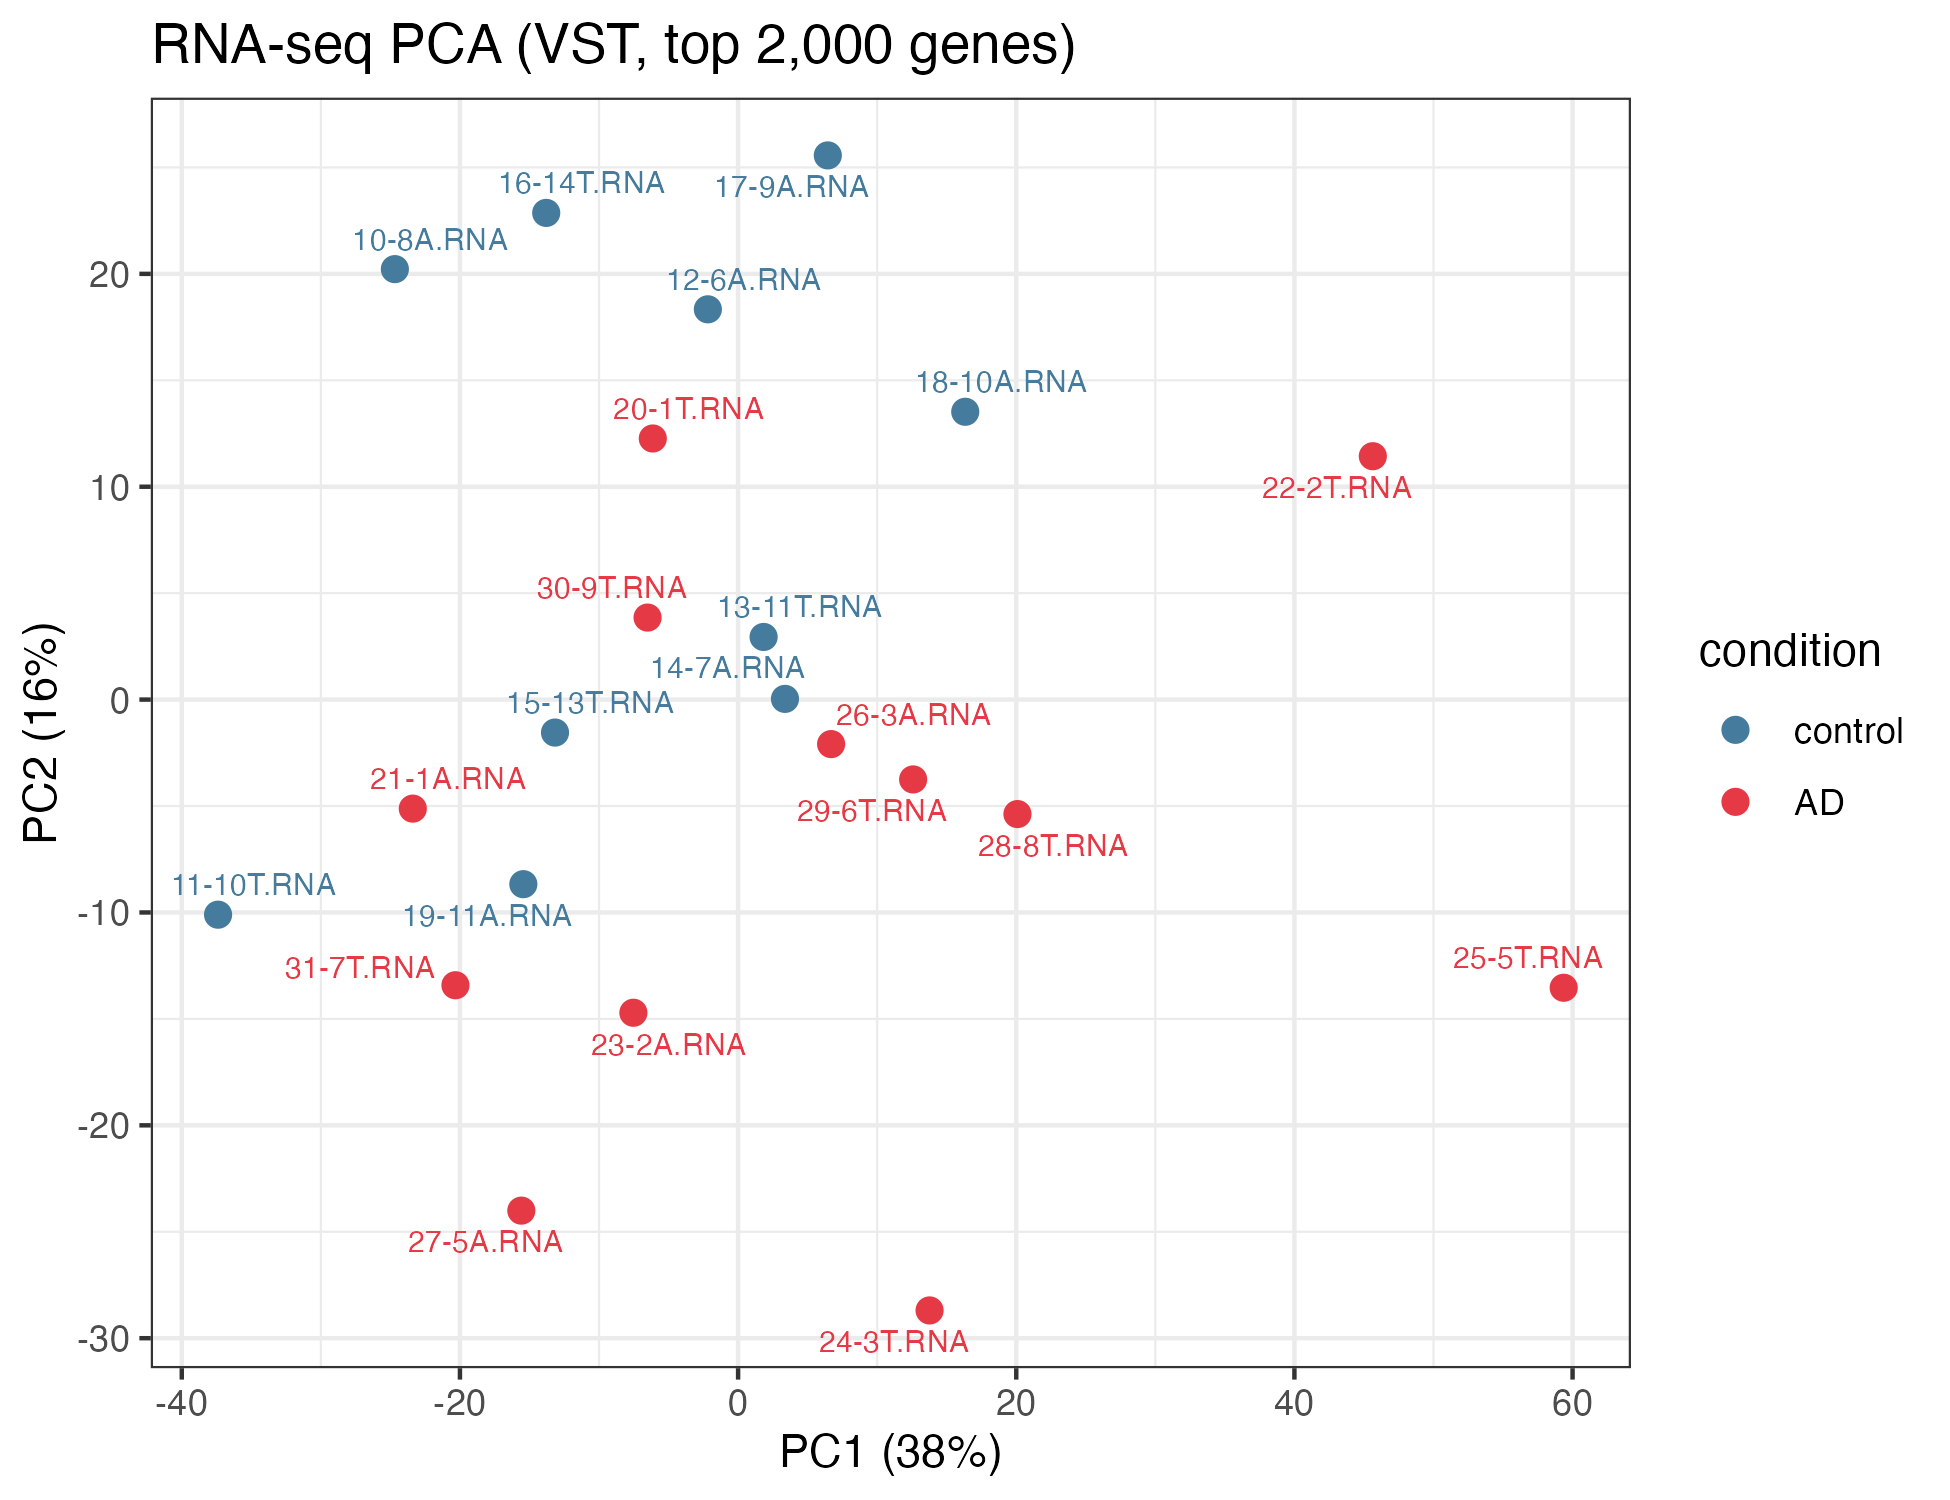 RNA-seq PCA (VST, top 2,000 genes)
17-9A.RNA
16-14T.RNA
10-8A.RNA
12-6A.RNA
18-10A.RNA
20-1T.RNA
22-2T.RNA
30-9T.RNA
13-11T.RNA
14-7A.RNA
15-13T.RNA
26-3A.RNA
21-1A.RNA
29-6T.RNA
28-8T.RNA
11-10T.RNA
19-11A.RNA
31-7T.RNA
25-5T.RNA
23-2A.RNA
27-5A.RNA
24-3T.RNA
20
10
0
-10
-20
-30
PC2 (16%)
-40 -20 0 20 40 60
PC1 (38%)
condition
control
AD